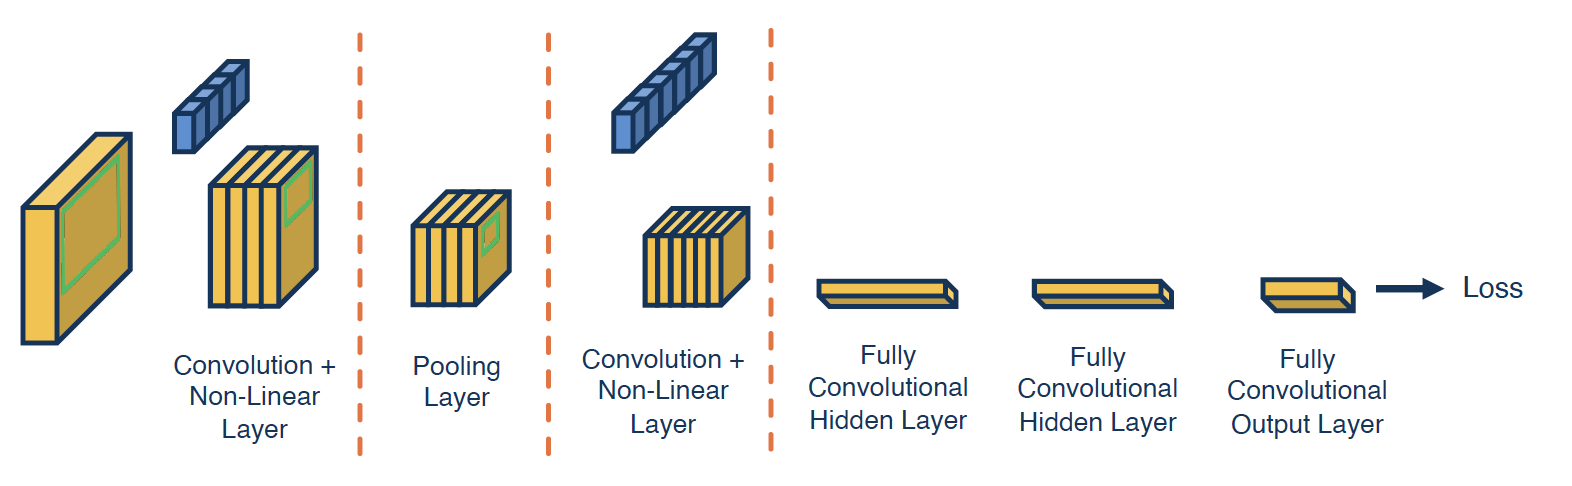 Convolution +
Non-Linear
Layer
Pooling
Layer
Convolution +
Non-Linear
Layer
Fully
Convolutional
Hidden Layer
Fully
Convolutional
Hidden Layer
Fully
Convolutional
Output Layer
Loss